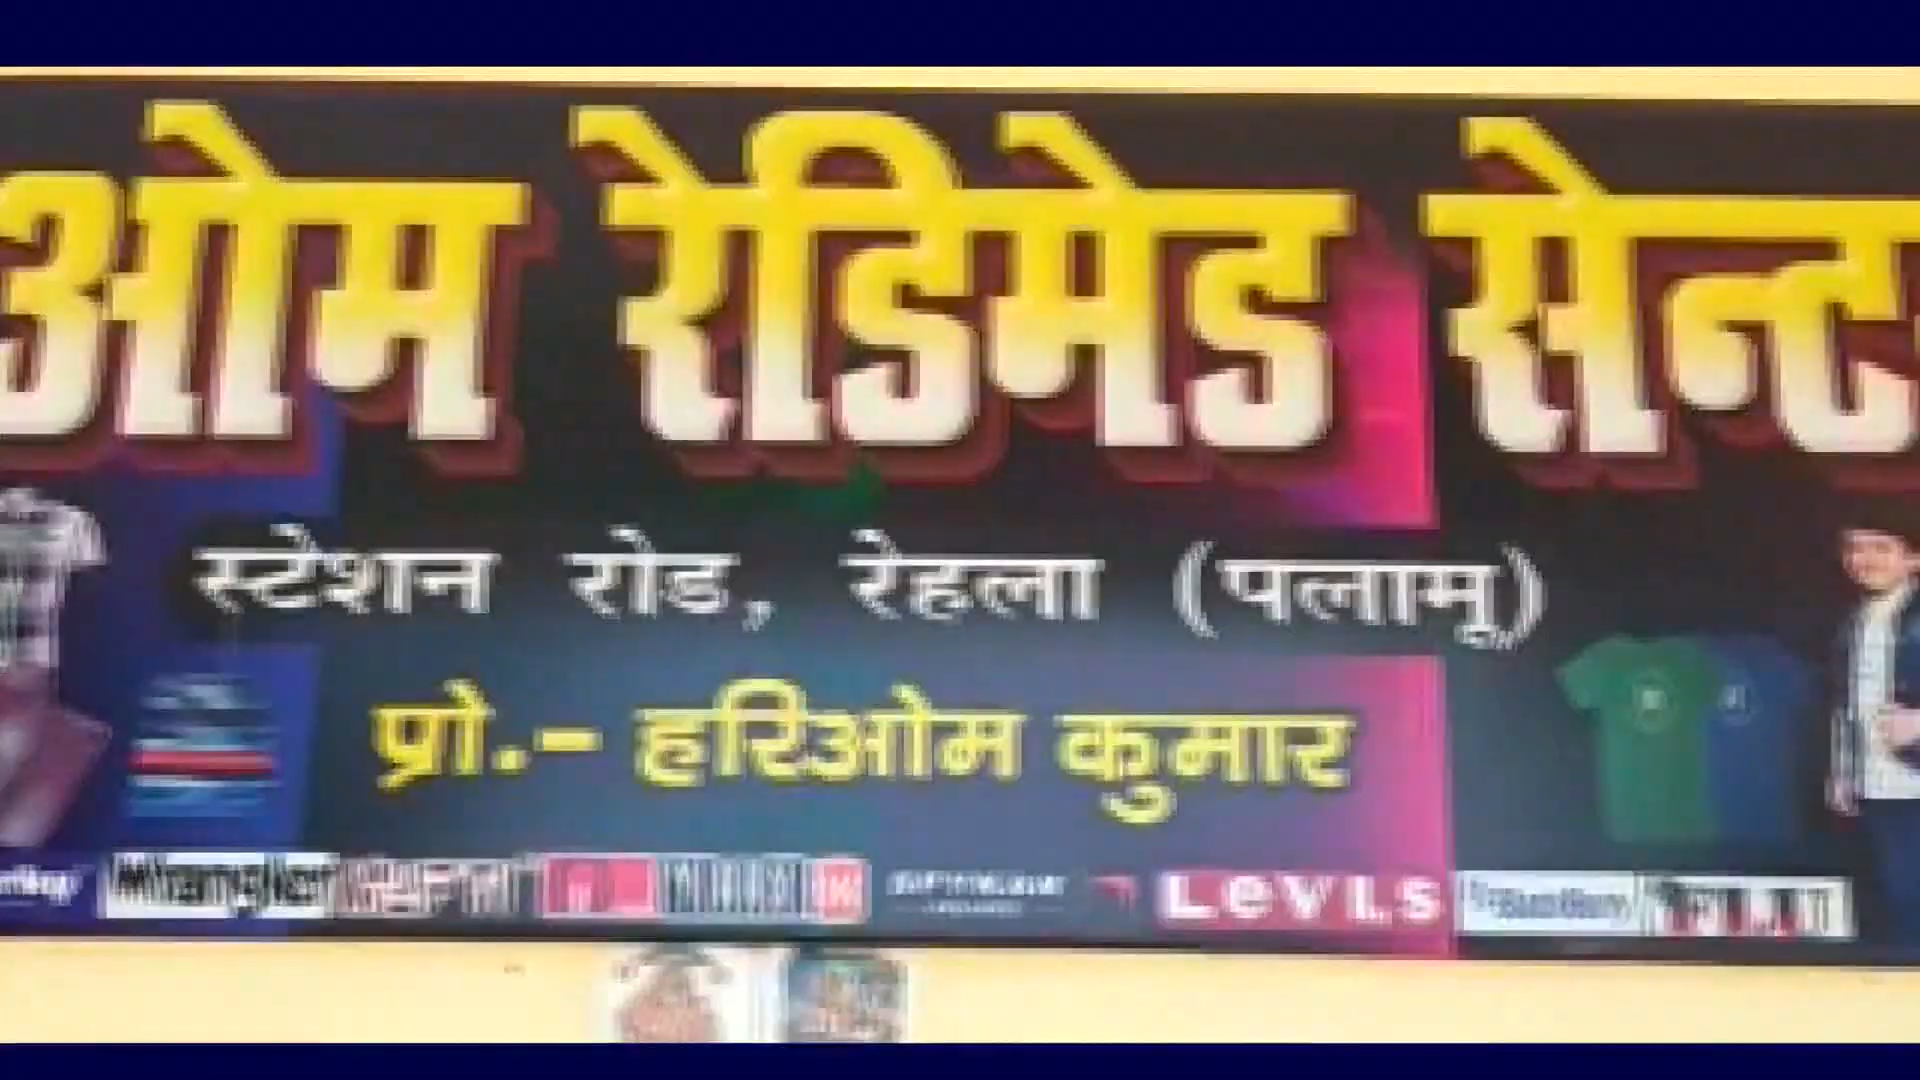 ओम रेडिमेड सेन्ट
स्टेशन रोड, रेहला (पलामू)
प्रो.- हरिओम कुमार
LEVI,S